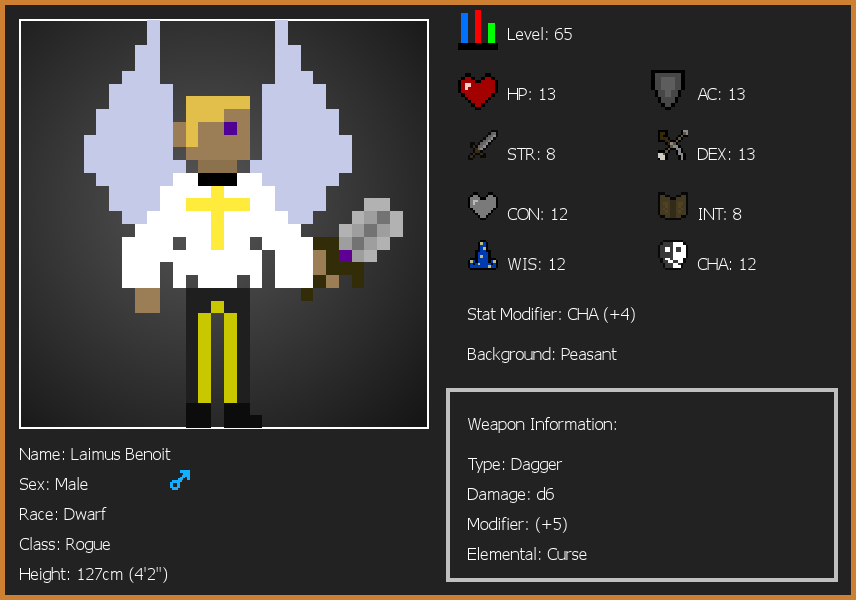 Level: 65
HP: 13
AC: 13
STR: 8
DEX: 13
CON: 12
INT: 8
WIS: 12
CHA: 12
Stat Modifier: CHA (+4)
Background: Peasant
Weapon Information:
Type: Dagger
Damage: d6
Modifier: (+5)
Elemental: Curse
Name: Laimus Benoit
Sex: Male
Race: Dwarf
Class: Rogue
Height: 127cm (4'2")